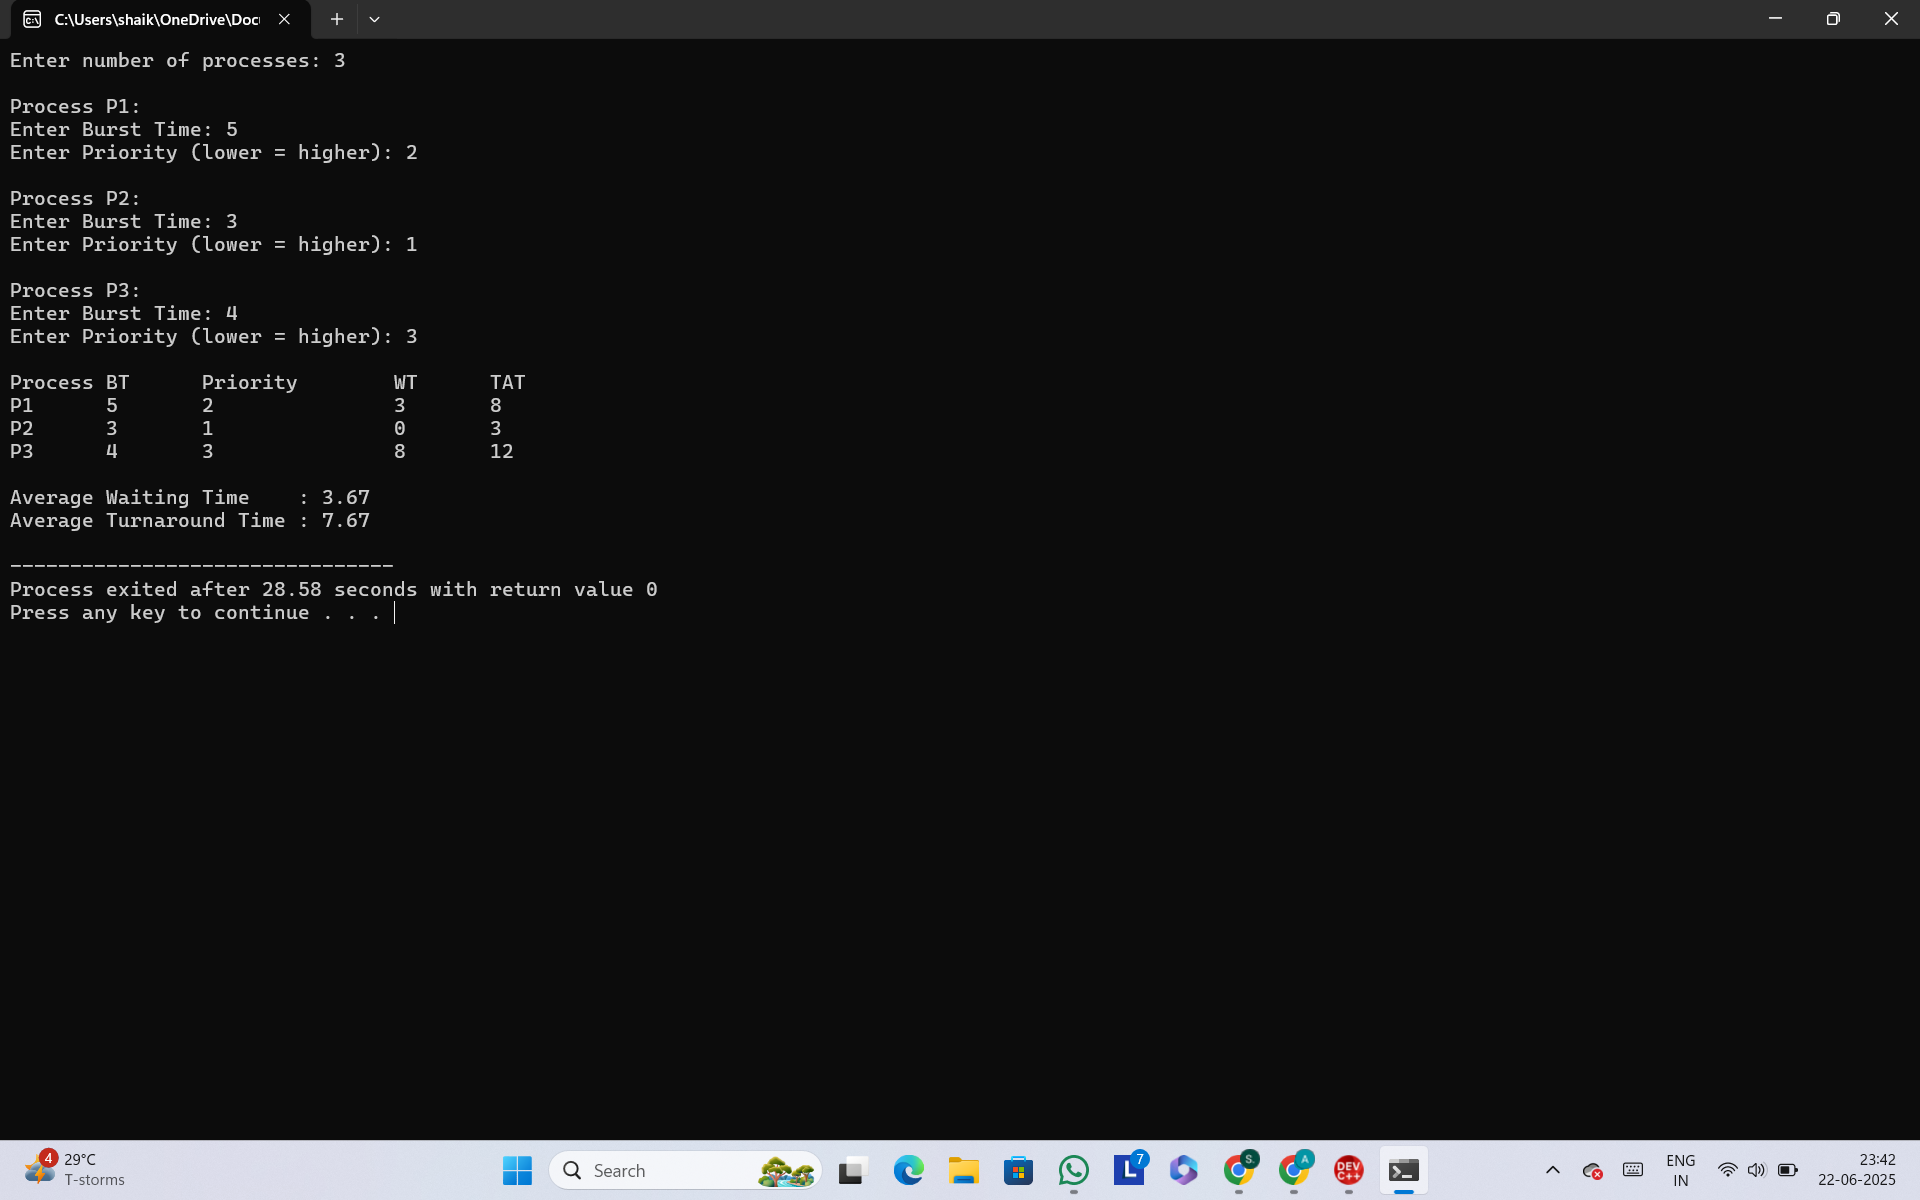 C:\Users\shaik\OneDrive\Doc
Enter number of processes: 3
Process P1:
Enter Burst Time: 5
Enter Priority (lower = higher): 2
Process P2:
Enter Burst Time: 3
Enter Priority (lower = higher): 1
Process P3:
Enter Burst Time: 4
Enter Priority (lower = higher): 3
Process BT Priority WT TAT
P1 5 2 3 8
P2 3 1 0 3
P3 4 3 8 12
Average Waiting Time : 3.67
Average Turnaround Time : 7.67
--------------------------------
Process exited after 28.58 seconds with return value 0
Press any key to continue . . .
4
29°C
T-storms
Search
L 7
S.
A
DEV C++
ENG
IN
23:42
22-06-2025